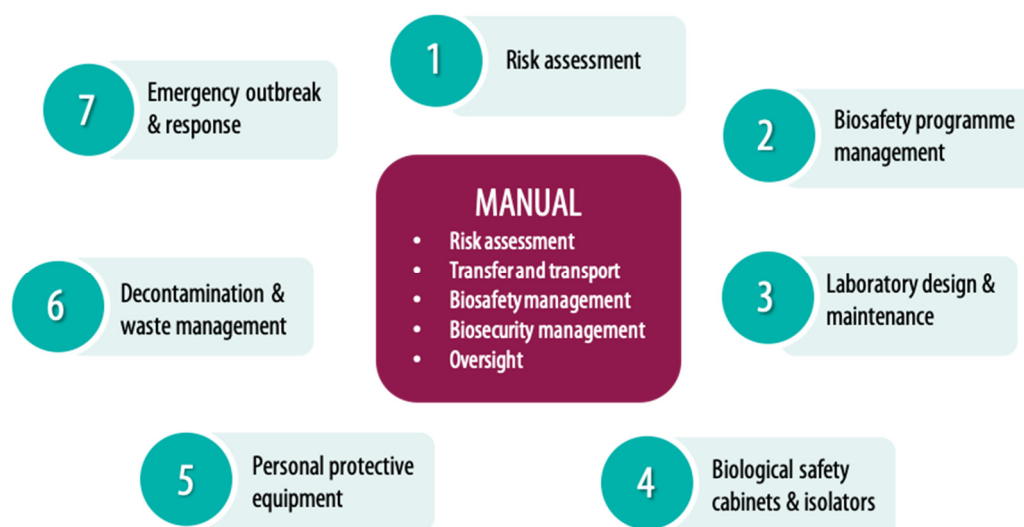 1
Risk assessment
2
Biosafety programme
management
3
Laboratory design &
maintenance
4
Biological safety
cabinets & isolators
5
Personal protective
equipment
6
Decontamination &
waste management
7
Emergency outbreak
& response
MANUAL
• Risk assessment
• Transfer and transport
• Biosafety management
• Biosecurity management
• Oversight